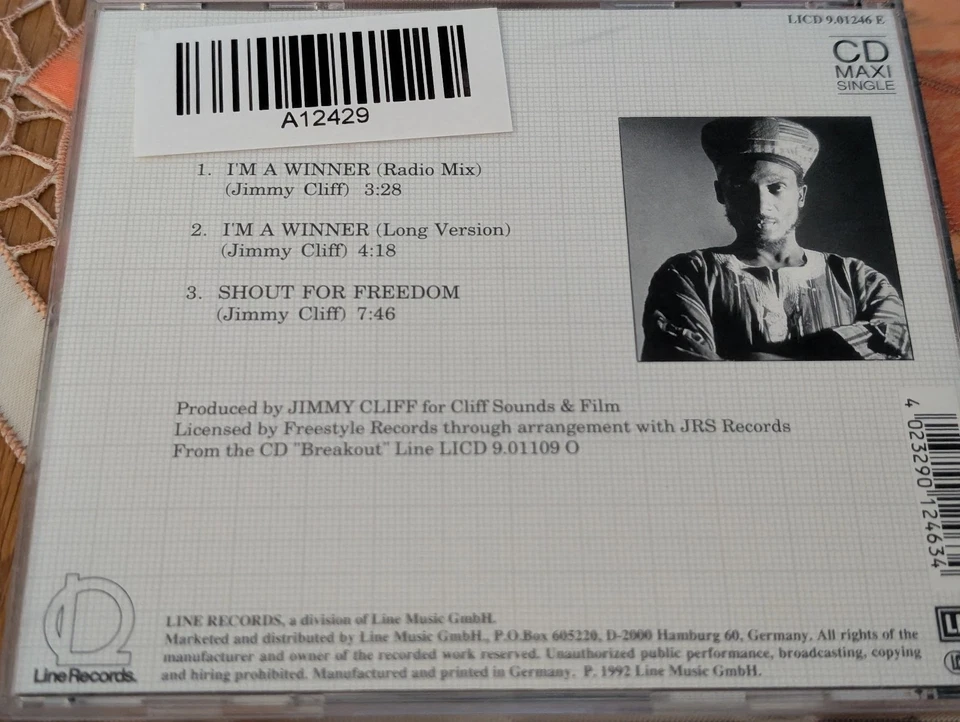 LICD 9.01246 E
CD
MAXI
SINGLE
A12429
1. I'M A WINNER (Radio Mix)
(Jimmy Cliff) 3:28
2. I'M A WINNER (Long Version)
(Jimmy Cliff) 4:18
3. SHOUT FOR FREEDOM
(Jimmy Cliff) 7:46
Produced by JIMMY CLIFF for Cliff Sounds & Film
Licensed by Freestyle Records through arrangement with JRS Records
From the CD "Breakout" Line LICD 9.01109 O
4 023290 124634
LINE RECORDS, a division of Line Music GmbH.
Marketed and distributed by Line Music GmbH., P.O.Box 605220, D-2000 Hamburg 60, Germany. All rights of the
manufacturer and owner of the recorded work reserved. Unauthorized public performance, broadcasting, copying
and hiring prohibited. Manufactured and printed in Germany. P. 1992 Line Music GmbH.
Line Records.